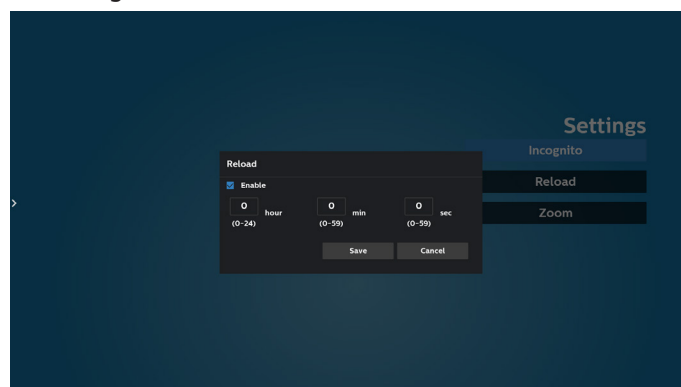 Settings
Incognito
Reload
Zoom
Reload
Enable
0 hour 0 min 0 sec
(0-24) (0-59) (0-59)
Save Cancel